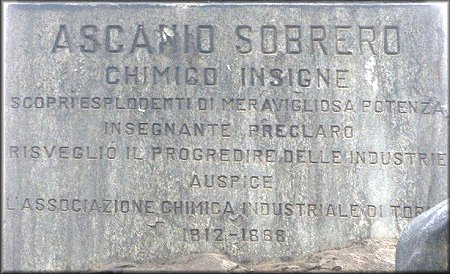 ASCANIO SOBRERO
CHIMICO INSIGNE
SCOPRI ESPLODENTI DI MERAVIGLIOSA POTENZA
INSEGNANTE PRECLARO
RISVEGLIÒ IL PROGREDIRE DELLE INDUSTRIE
AUSPICE
L'ASSOCIAZIONE CHIMICA INDUSTRIALE DI
1812-1888